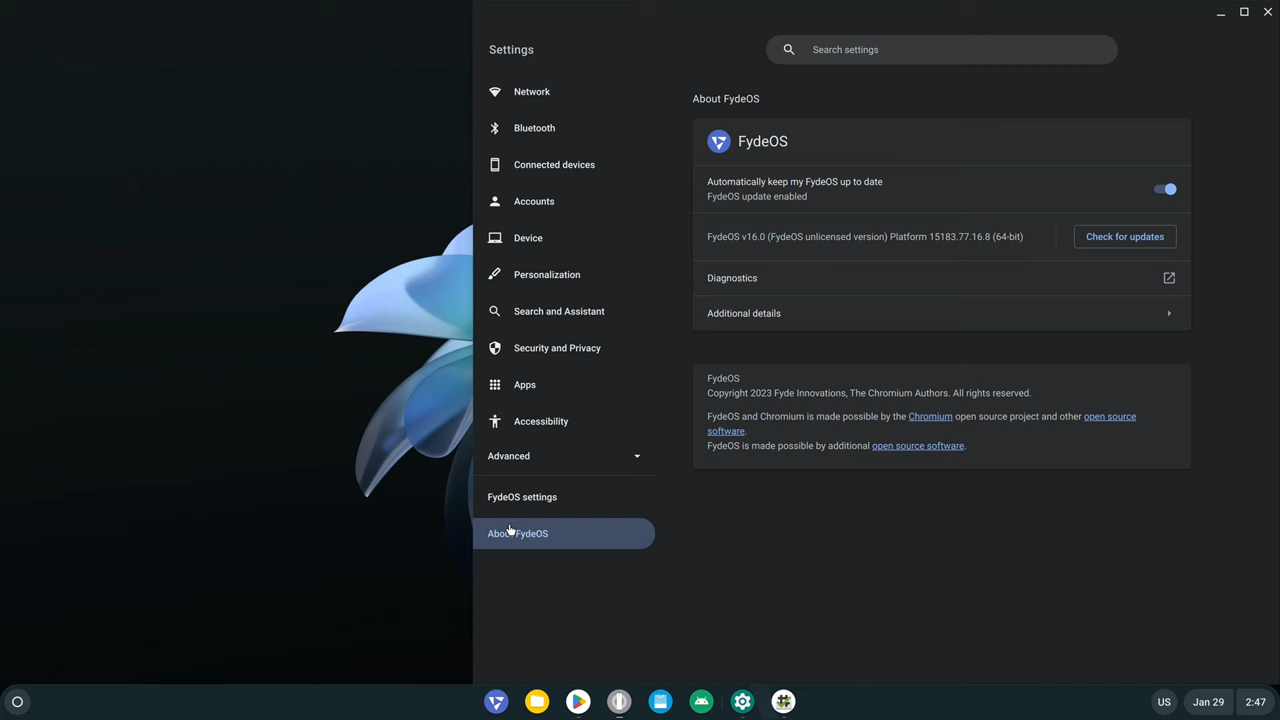 Settings
Search settings
Network
Bluetooth
Connected devices
Accounts
Device
Personalization
Search and Assistant
Security and Privacy
Apps
Accessibility
Advanced
FydeOS settings
About FydeOS
About FydeOS
FydeOS
Automatically keep my FydeOS up to date
FydeOS update enabled
FydeOS v16.0 (FydeOS unlicensed version) Platform 15183.77.16.8 (64-bit)
Check for updates
Diagnostics
Additional details
FydeOS
Copyright 2023 Fyde Innovations, The Chromium Authors. All rights reserved.
FydeOS and Chromium is made possible by the Chromium open source project and other open source
software.
FydeOS is made possible by additional open source software.
US
Jan 29
2:47